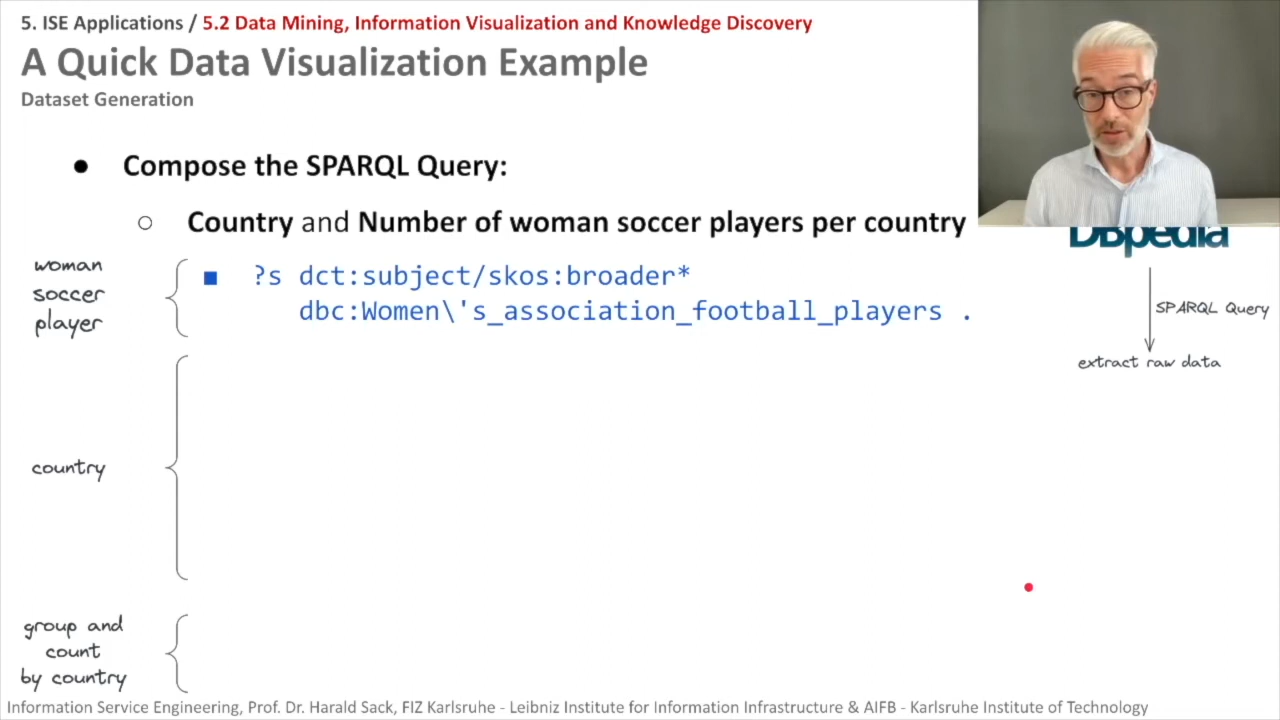 5. ISE Applications / 5.2 Data Mining, Information Visualization and Knowledge Discovery
A Quick Data Visualization Example
Dataset Generation
● Compose the SPARQL Query:
○ Country and Number of woman soccer players per country
woman
soccer
player
■ ?s dct:subject/skos:broader*
dbc:Women\'s_association_football_players .
DBpedia
SPARQL Query
extract raw data
country
group and
count
by country
Information Service Engineering, Prof. Dr. Harald Sack, FIZ Karlsruhe - Leibniz Institute for Information Infrastructure & AIFB - Karlsruhe Institute of Technology